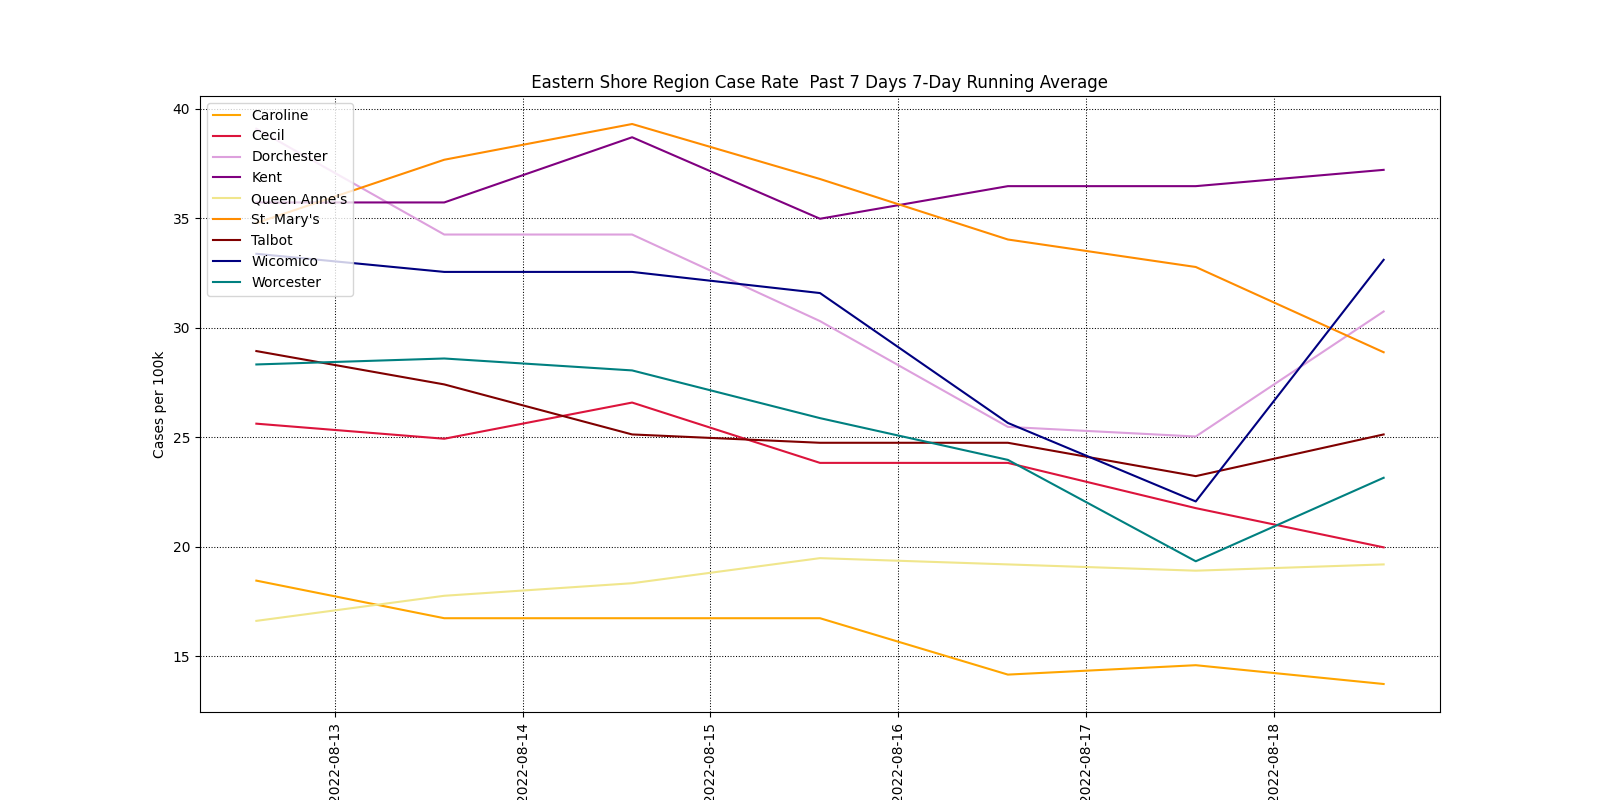 Eastern Shore Region Case Rate  Past 7 Days 7-Day Running Average
Cases per 100k
40
35
30
25
20
15
Caroline
Cecil
Dorchester
Kent
Queen Anne's
St. Mary's
Talbot
Wicomico
Worcester
2022-08-13
2022-08-14
2022-08-15
2022-08-16
2022-08-17
2022-08-18